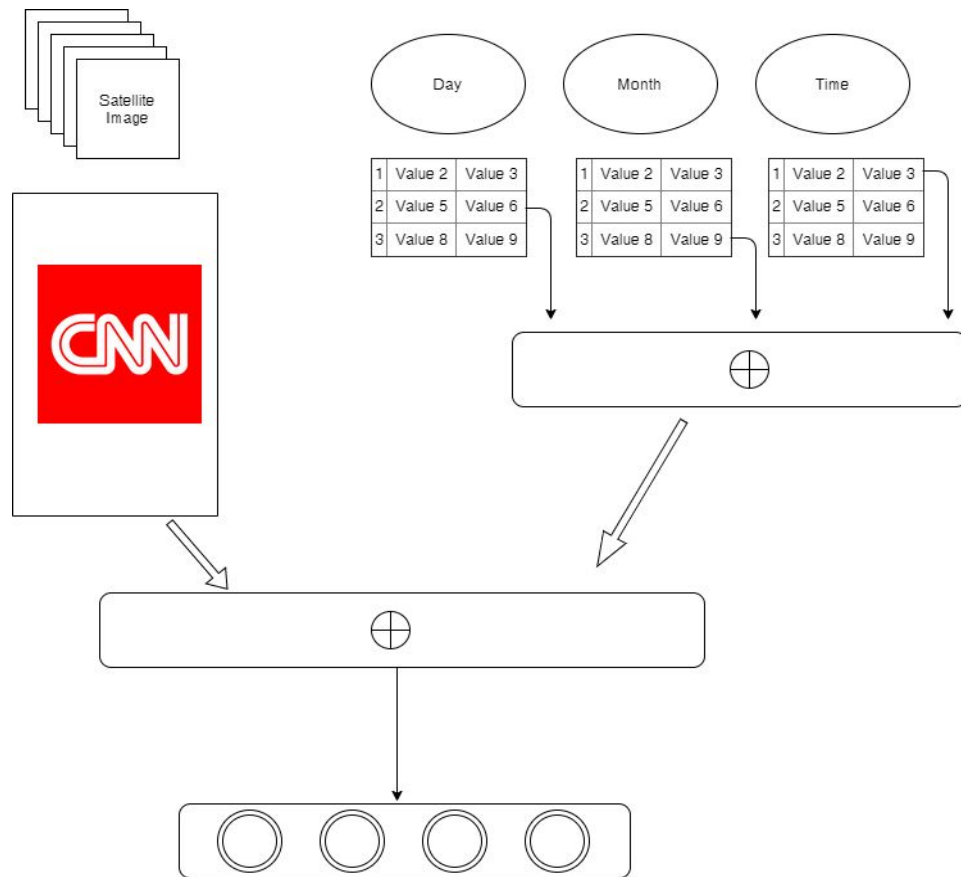 Satellite
Image
Day
Month
Time
1 Value 2 Value 3
2 Value 5 Value 6
3 Value 8 Value 9
1 Value 2 Value 3
2 Value 5 Value 6
3 Value 8 Value 9
1 Value 2 Value 3
2 Value 5 Value 6
3 Value 8 Value 9
CNN